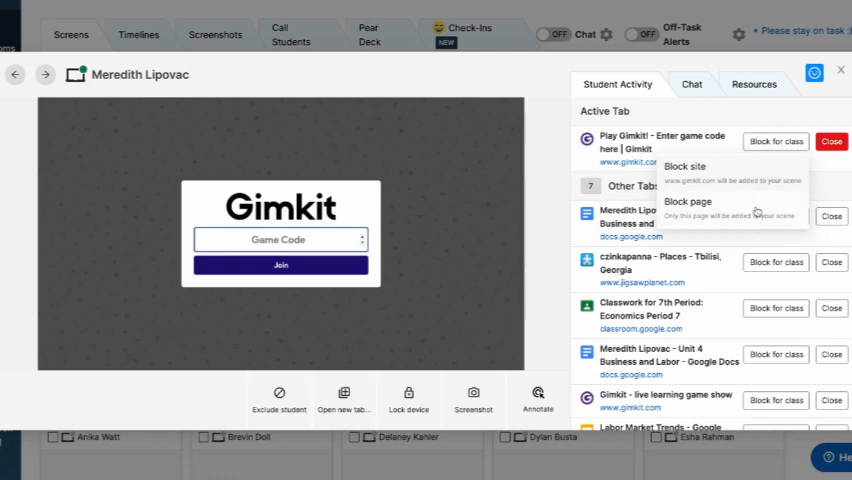 Screens
Timelines
Screenshots
Call
Students
Pear
Deck
Check-Ins
NEW
OFF
Chat
OFF
Off-Task
Alerts
Please stay on task :)
oms
Meredith Lipovac
Student Activity
Chat
Resources
Active Tab
Play Gimkit! - Enter game code
here | Gimkit
www.gimkit.com
Block for class
Close
Block site
www.gimkit.com will be added to your scene
Block page
Only this page will be added to your scene
7 Other Tabs
Meredith Lipo
Business and
docs.google.com
Close
czinkapanna - Places - Tbilisi,
Georgia
www.jigsawplanet.com
Block for class
Close
Classwork for 7th Period:
Economics Period 7
classroom.google.com
Block for class
Close
Meredith Lipovac - Unit 4
Business and Labor - Google Docs
docs.google.com
Block for class
Close
Gimkit - live learning game show
www.gimkit.com
Block for class
Close
Labor Market Trends - Google
Gimkit
Game Code
Join
Exclude student
Open new tab...
Lock device
Screenshot
Annotate
Anika Watt
Brevin Doll
Delaney Kahler
Dylan Busta
Esha Rahman
He